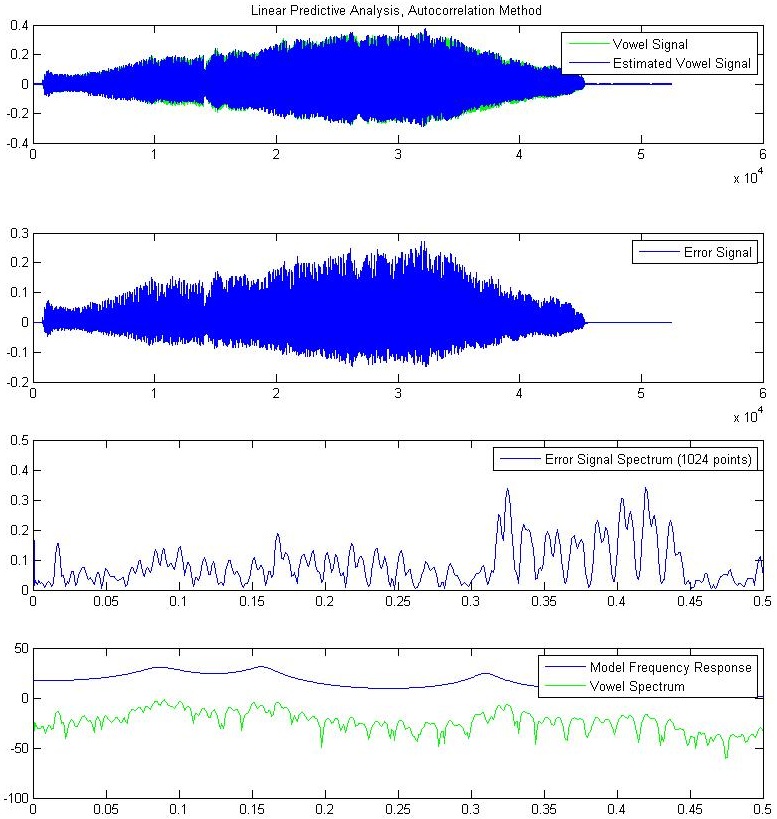 Linear Predictive Analysis, Autocorrelation Method
0.4
0.2
0
-0.2
-0.4
Vowel Signal
Estimated Vowel Signal
0 1 2 3 4 5 6
x 10^4
0.3
0.2
0.1
0
-0.1
-0.2
Error Signal
0 1 2 3 4 5 6
x 10^4
0.5
0.4
0.3
0.2
0.1
0
Error Signal Spectrum (1024 points)
0 0.05 0.1 0.15 0.2 0.25 0.3 0.35 0.4 0.45 0.5
50
0
-50
-100
Model Frequency Response
Vowel Spectrum
0 0.05 0.1 0.15 0.2 0.25 0.3 0.35 0.4 0.45 0.5